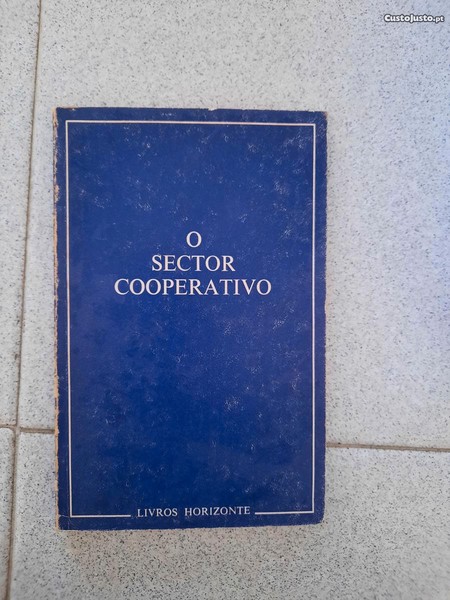 CustoJusto.pt
O
SECTOR
COOPERATIVO
LIVROS HORIZONTE